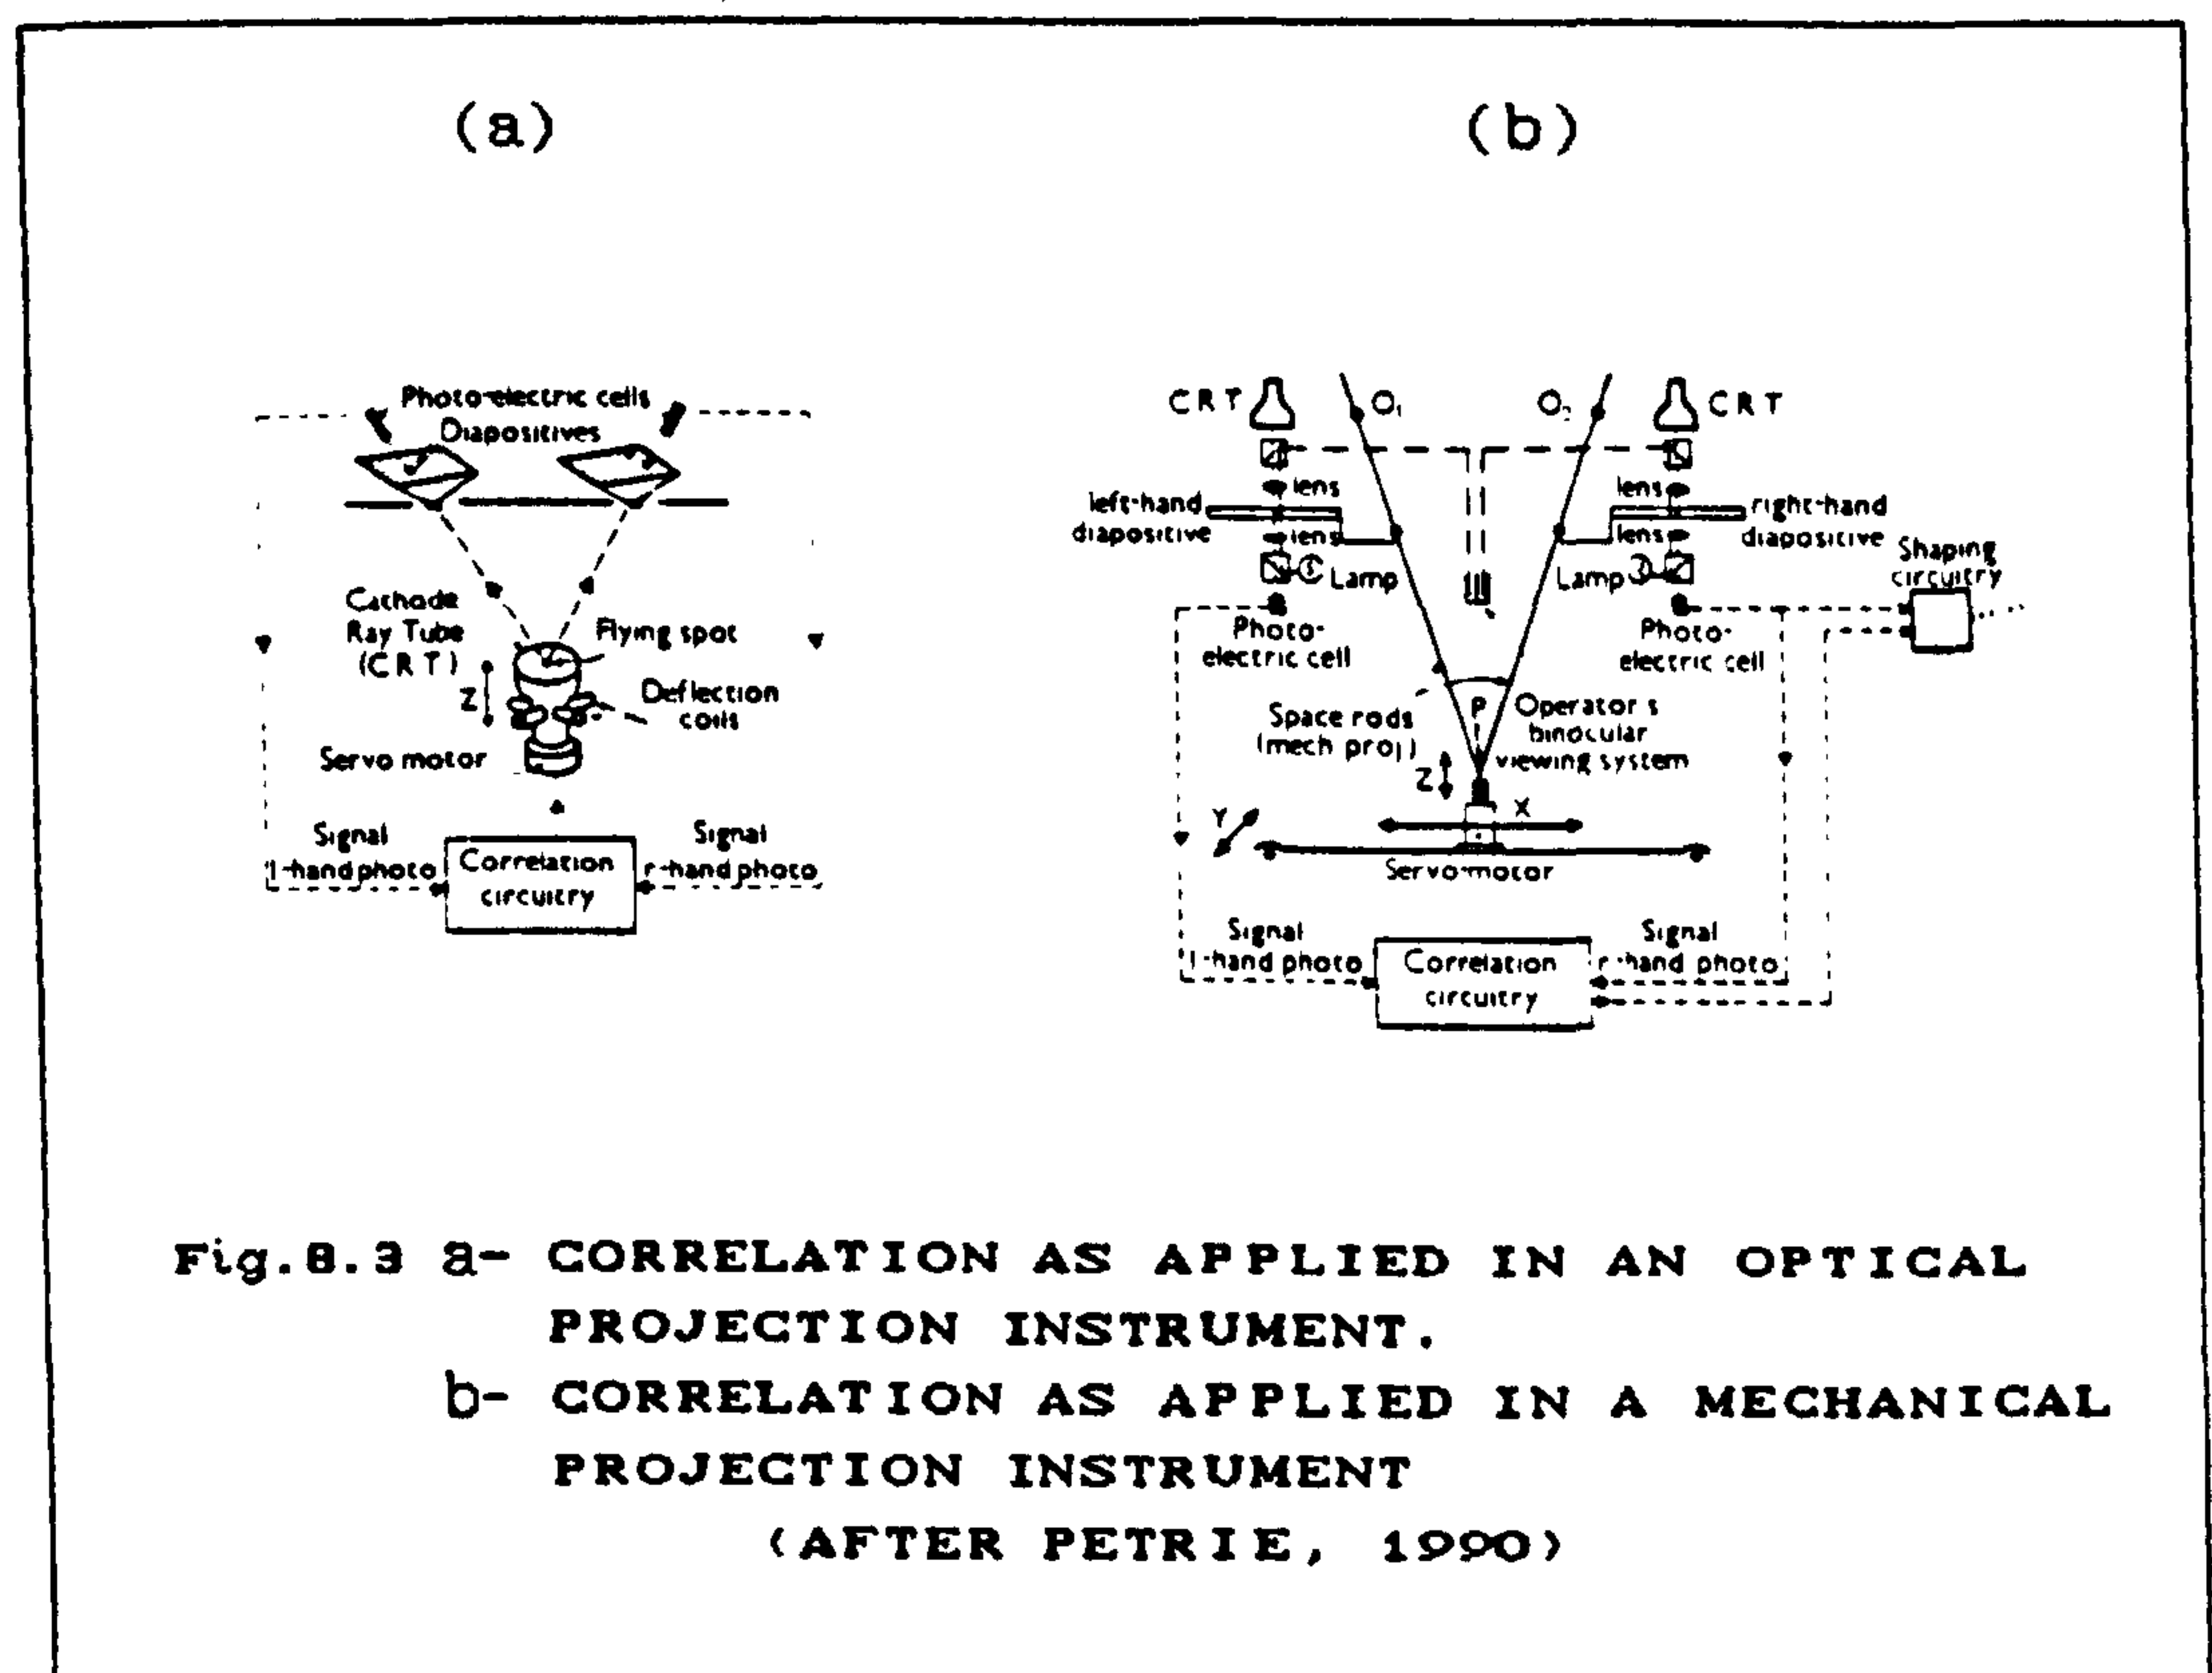 (a)
Photo-electric cells
Diapositives
Cathode
Ray Tube
(CRT)
Flying spot
Z
Deflection
coils
Servo motor
Signal
l-hand photo
Correlation
circuitry
Signal
r-hand photo
(b)
CRT
O₁
O₂
CRT
lens
lens
left-hand
diapositive
right-hand
diapositive
lens
lens
Lamp
Lamp
Shaping
circuitry
Photo-
electric cell
Photo-
electric cell
Space rods
(mech proj)
P
Operator s
binocular
viewing system
Z
X
Y
Servo-motor
Signal
l-hand photo
Correlation
circuitry
Signal
r-hand photo
Fig.8.3 a- CORRELATION AS APPLIED IN AN OPTICAL
PROJECTION INSTRUMENT.
b- CORRELATION AS APPLIED IN A MECHANICAL
PROJECTION INSTRUMENT
(AFTER PETRIE, 1990)